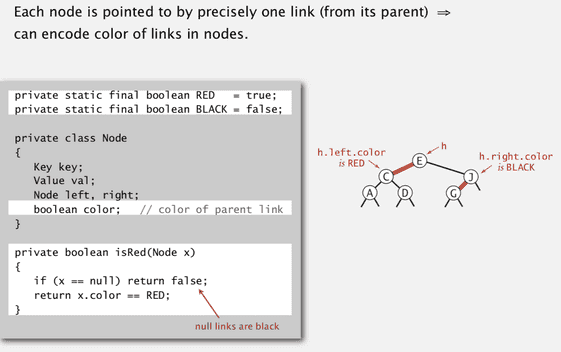 Each node is pointed to by precisely one link (from its parent) ⇒
can encode color of links in nodes.
private static final boolean RED   = true;
private static final boolean BLACK = false;
private class Node
{
   Key key;
   Value val;
   Node left, right;
   boolean color;   // color of parent link
}
private boolean isRed(Node x)
{
   if (x == null) return false;
   return x.color == RED;
}
null links are black
h
h.left.color
is RED
h.right.color
is BLACK
E
C
J
A
D
G